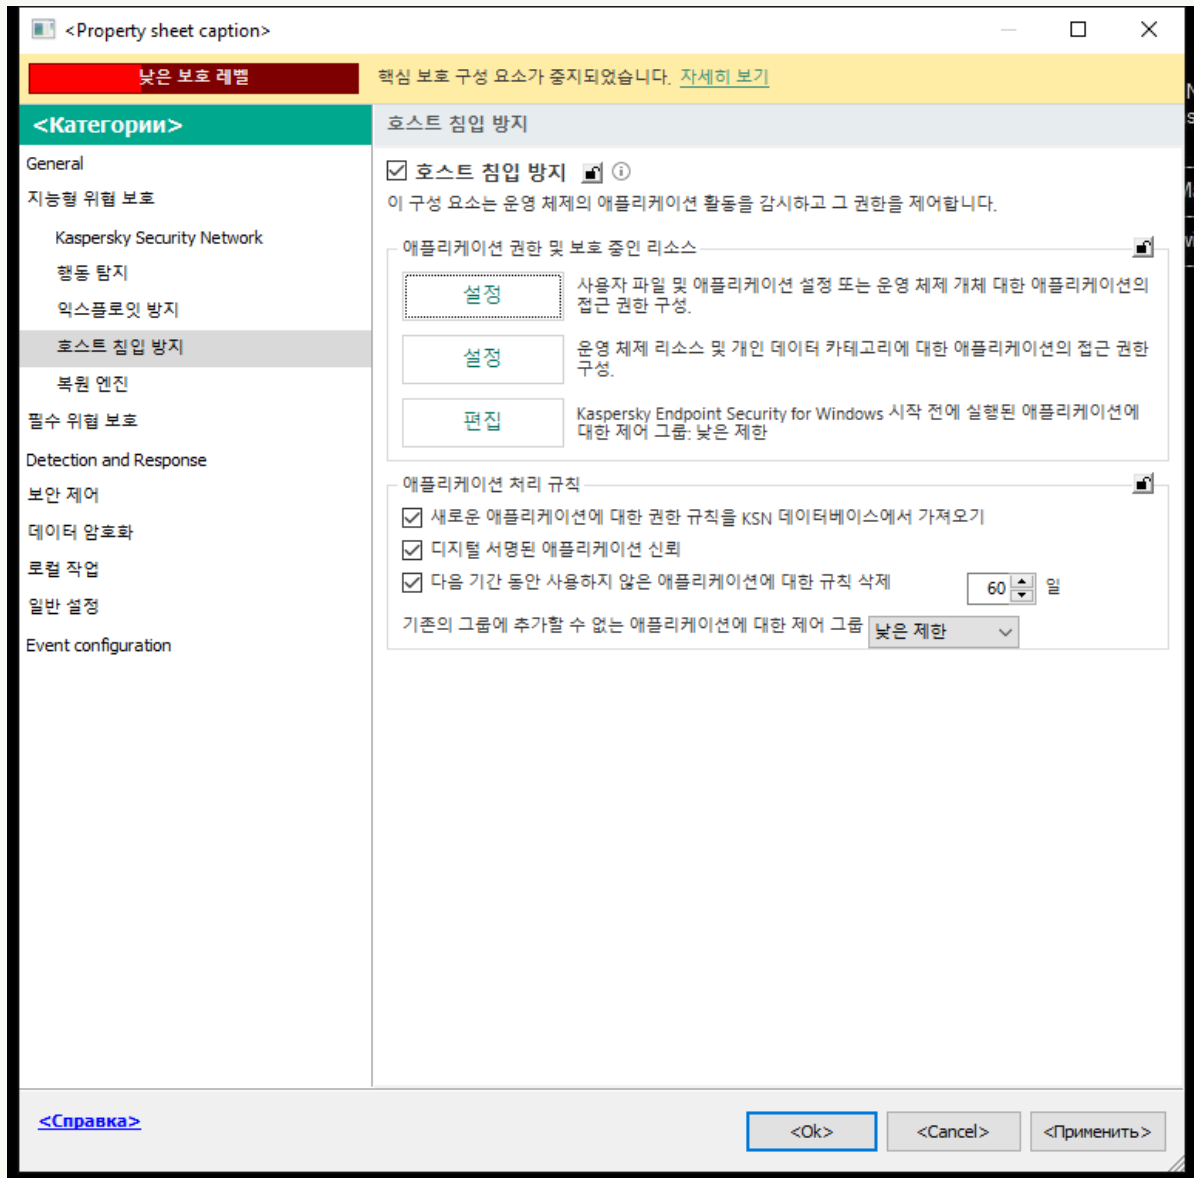 <Property sheet caption>
낮은 보호 레벨
핵심 보호 구성 요소가 중지되었습니다. 자세히 보기
<Категории>
General
지능형 위협 보호
Kaspersky Security Network
행동 탐지
익스플로잇 방지
호스트 침입 방지
복원 엔진
필수 위협 보호
Detection and Response
보안 제어
데이터 암호화
로컬 작업
일반 설정
Event configuration
호스트 침입 방지
호스트 침입 방지
이 구성 요소는 운영 체제의 애플리케이션 활동을 감시하고 그 권한을 제어합니다.
애플리케이션 권한 및 보호 중인 리소스
설정
사용자 파일 및 애플리케이션 설정 또는 운영 체제 개체 대한 애플리케이션의
접근 권한 구성.
설정
운영 체제 리소스 및 개인 데이터 카테고리에 대한 애플리케이션의 접근 권한
구성.
편집
Kaspersky Endpoint Security for Windows 시작 전에 실행된 애플리케이션에
대한 제어 그룹: 낮은 제한
애플리케이션 처리 규칙
새로운 애플리케이션에 대한 권한 규칙을 KSN 데이터베이스에서 가져오기
디지털 서명된 애플리케이션 신뢰
다음 기간 동안 사용하지 않은 애플리케이션에 대한 규칙 삭제 60 일
기존의 그룹에 추가할 수 없는 애플리케이션에 대한 제어 그룹 낮은 제한
<Справка>
<Ok>
<Cancel>
<Применить>